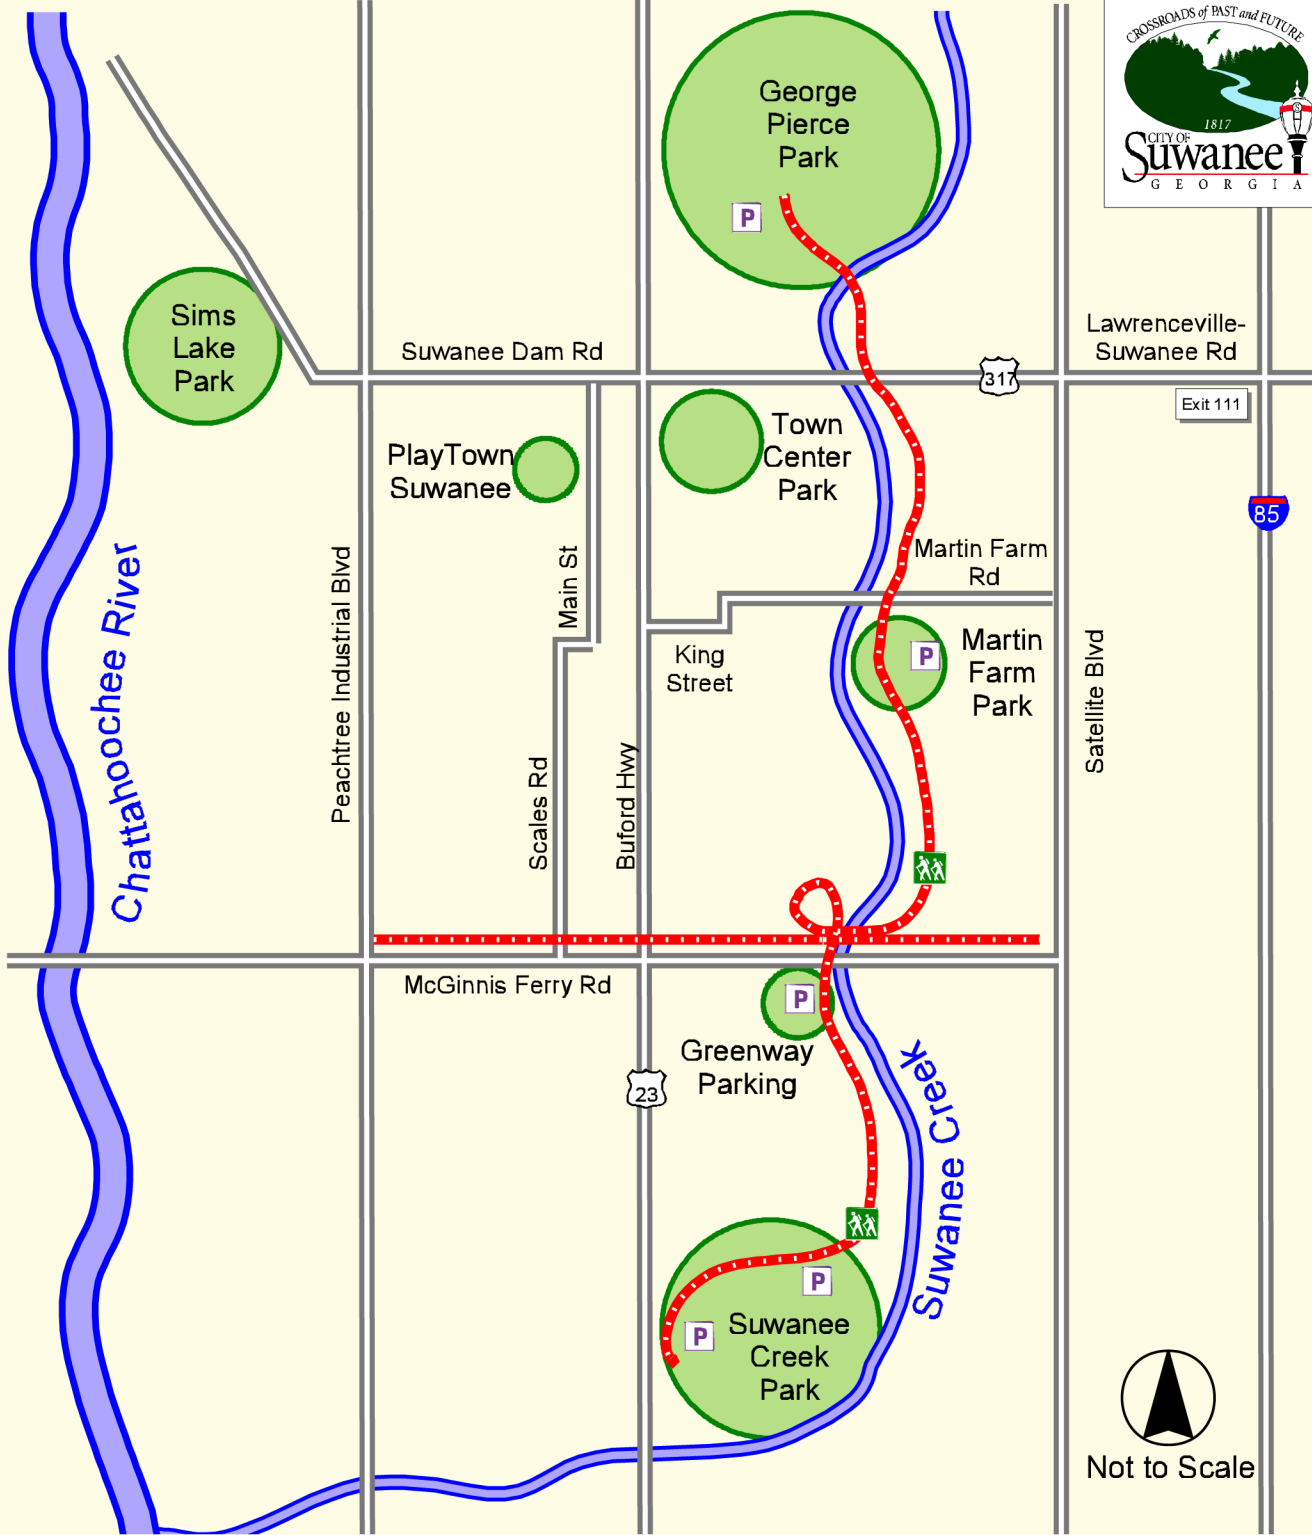 CROSSROADS of PAST and FUTURE
1817
CITY OF
Suwanee
GEORGIA
George
Pierce
Park
P
Sims
Lake
Park
Suwanee Dam Rd
Lawrenceville-
Suwanee Rd
317
Exit 111
PlayTown
Suwanee
Town
Center
Park
85
Martin Farm
Rd
Main St
Peachtree Industrial Blvd
Chattahoochee River
King
Street
P
Martin
Farm
Park
Satellite Blvd
Scales Rd
Buford Hwy
McGinnis Ferry Rd
P
Greenway
Parking
23
Suwanee Creek
P
P
Suwanee
Creek
Park
Not to Scale